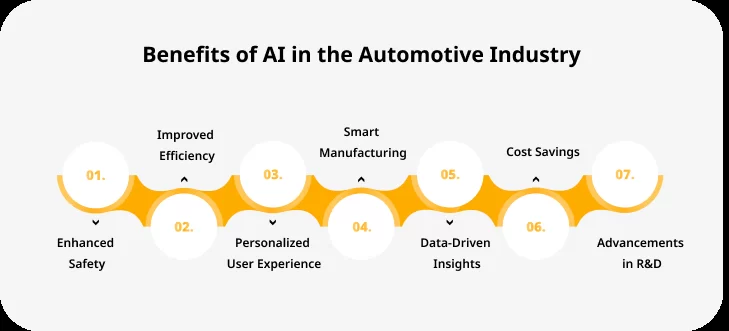 Benefits of AI in the Automotive Industry
01.
Enhanced
Safety
Improved
Efficiency
02.
03.
Personalized
User Experience
Smart
Manufacturing
04.
05.
Data-Driven
Insights
Cost Savings
06.
07.
Advancements
in R&D